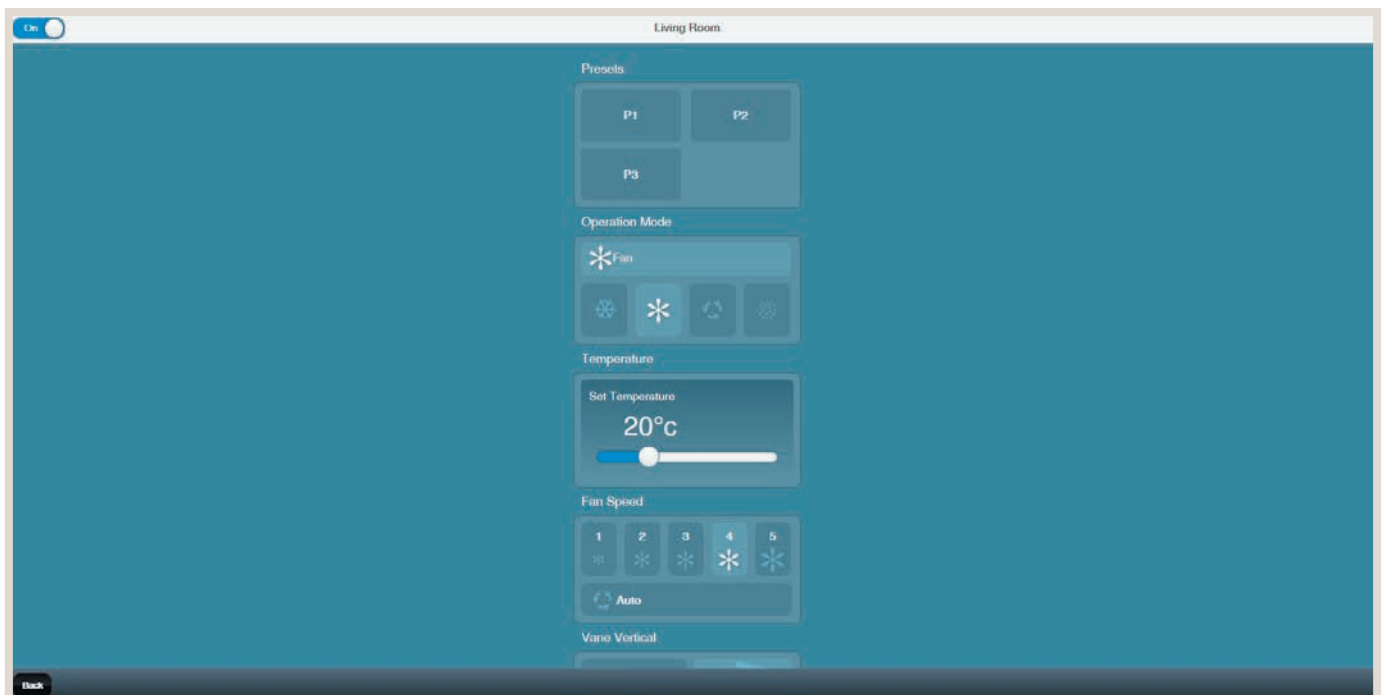 On
Living Room
Presets
P1 P2
P3
Operation Mode
Fan
Temperature
Set Temperature
20°c
Fan Speed
1 2 3 4 5
Auto
Vane Vertical
Back